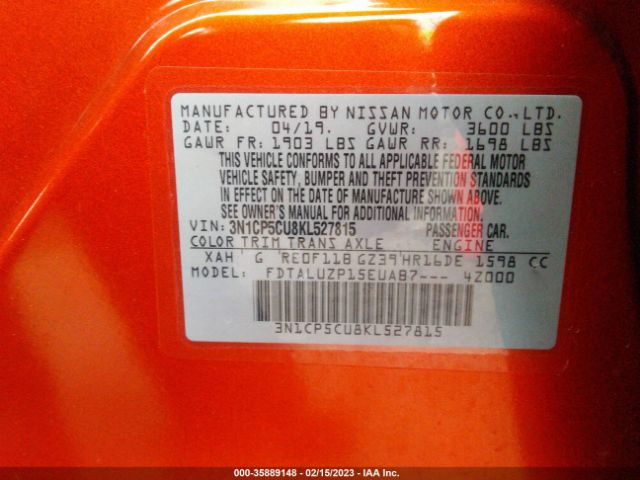 MANUFACTURED BY NISSAN MOTOR CO.,LTD.
DATE: 04/19. GVWR: 3600 LBS
GAWR FR: 1903 LBS GAWR RR: 1698 LBS
THIS VEHICLE CONFORMS TO ALL APPLICABLE FEDERAL MOTOR
VEHICLE SAFETY, BUMPER AND THEFT PREVENTION STANDARDS
IN EFFECT ON THE DATE OF MANUFACTURE SHOWN ABOVE.
SEE OWNER'S MANUAL FOR ADDITIONAL INFORMATION.
VIN: 3N1CP5CU8KL527815 PASSENGER CAR.
COLOR TRIM TRANS AXLE ENGINE
XAH G RE0F11B GZ39 HR16DE 1598 CC
MODEL: FDTALUZP15EUAB7--- 4Z000
3N1CP5CU8KL527815
000-35889148 - 02/15/2023 - IAA Inc.